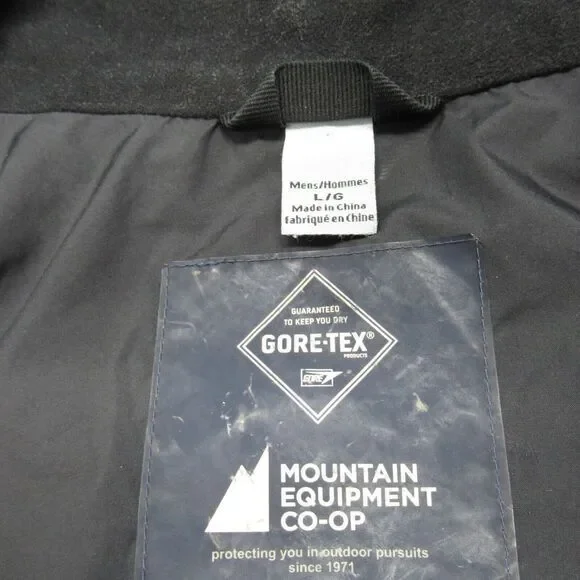 Mens/Hommes
L/G
Made in China
Fabriqué en Chine
GUARANTEED
TO KEEP YOU DRY
GORE-TEX®
PRODUCTS
GORE
MOUNTAIN
EQUIPMENT
CO-OP
protecting you in outdoor pursuits
since 1971